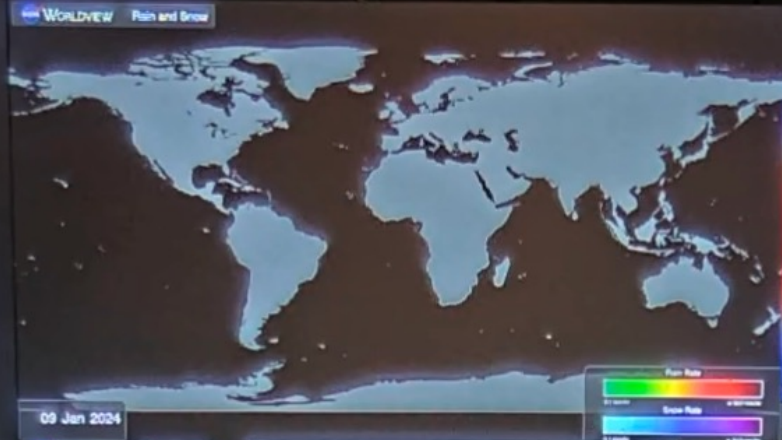 WORLDVIEW
Rain and Snow
Rain Rate
Snow Rate
09 Jan 2024